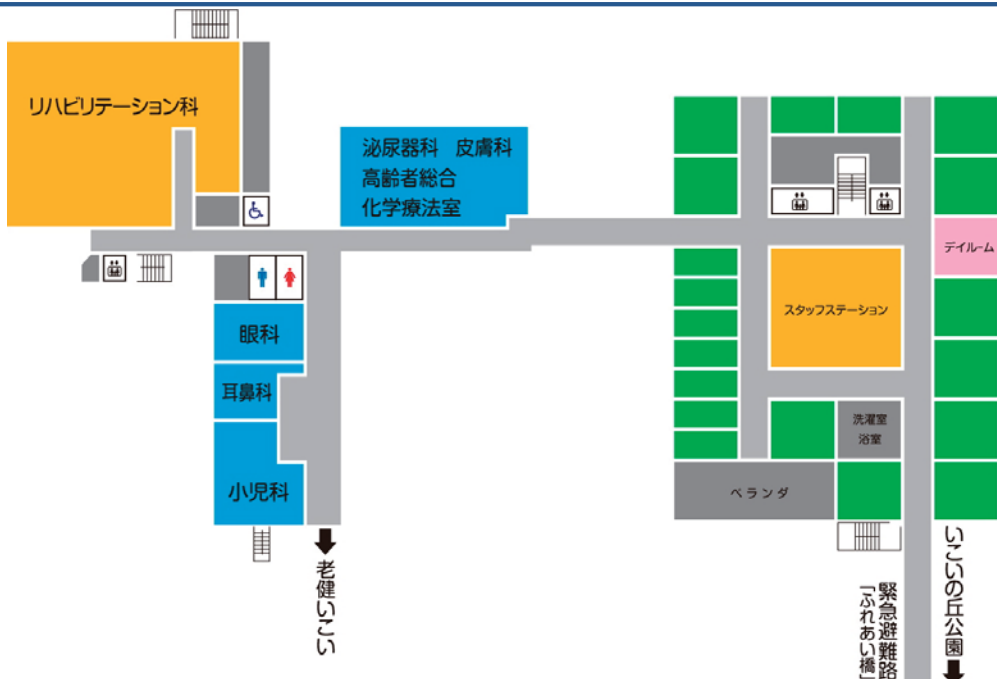 リハビリテーション科
泌尿器科 皮膚科
高齢者総合
化学療法室
デイルーム
スタッフステーション
眼科
耳鼻科
小児科
洗濯室
浴室
ベランダ
老健いこい
緊急避難路
「ふれあい橋」
いこいの丘公園